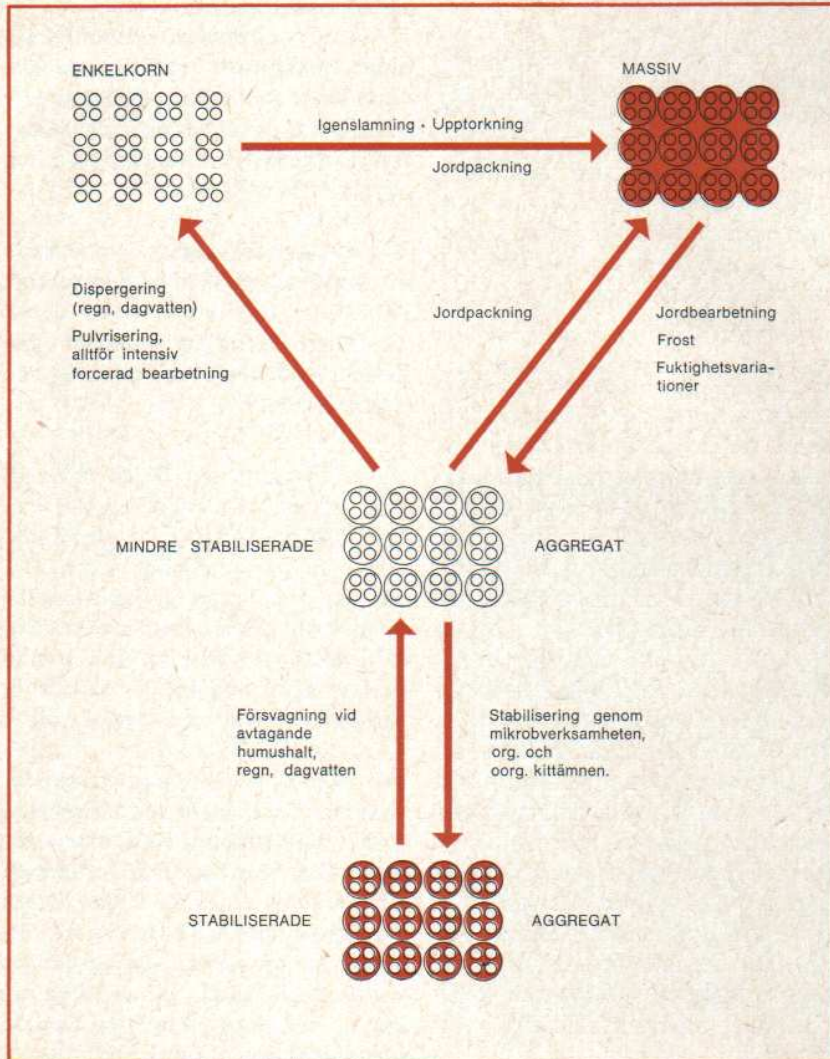 ENKELKORN
MASSIV
Igenslamning · Upptorkning
Jordpackning
Dispergering
(regn, dagvatten)
Pulvrisering,
alltför intensiv
forcerad bearbetning
Jordpackning
Jordbearbetning
Frost
Fuktighetsvaria-
tioner
MINDRE STABILISERADE
AGGREGAT
Försvagning vid
avtagande
humushalt,
regn, dagvatten
Stabilisering genom
mikrobverksamheten,
org. och
oorg. kittämnen.
STABILISERADE
AGGREGAT